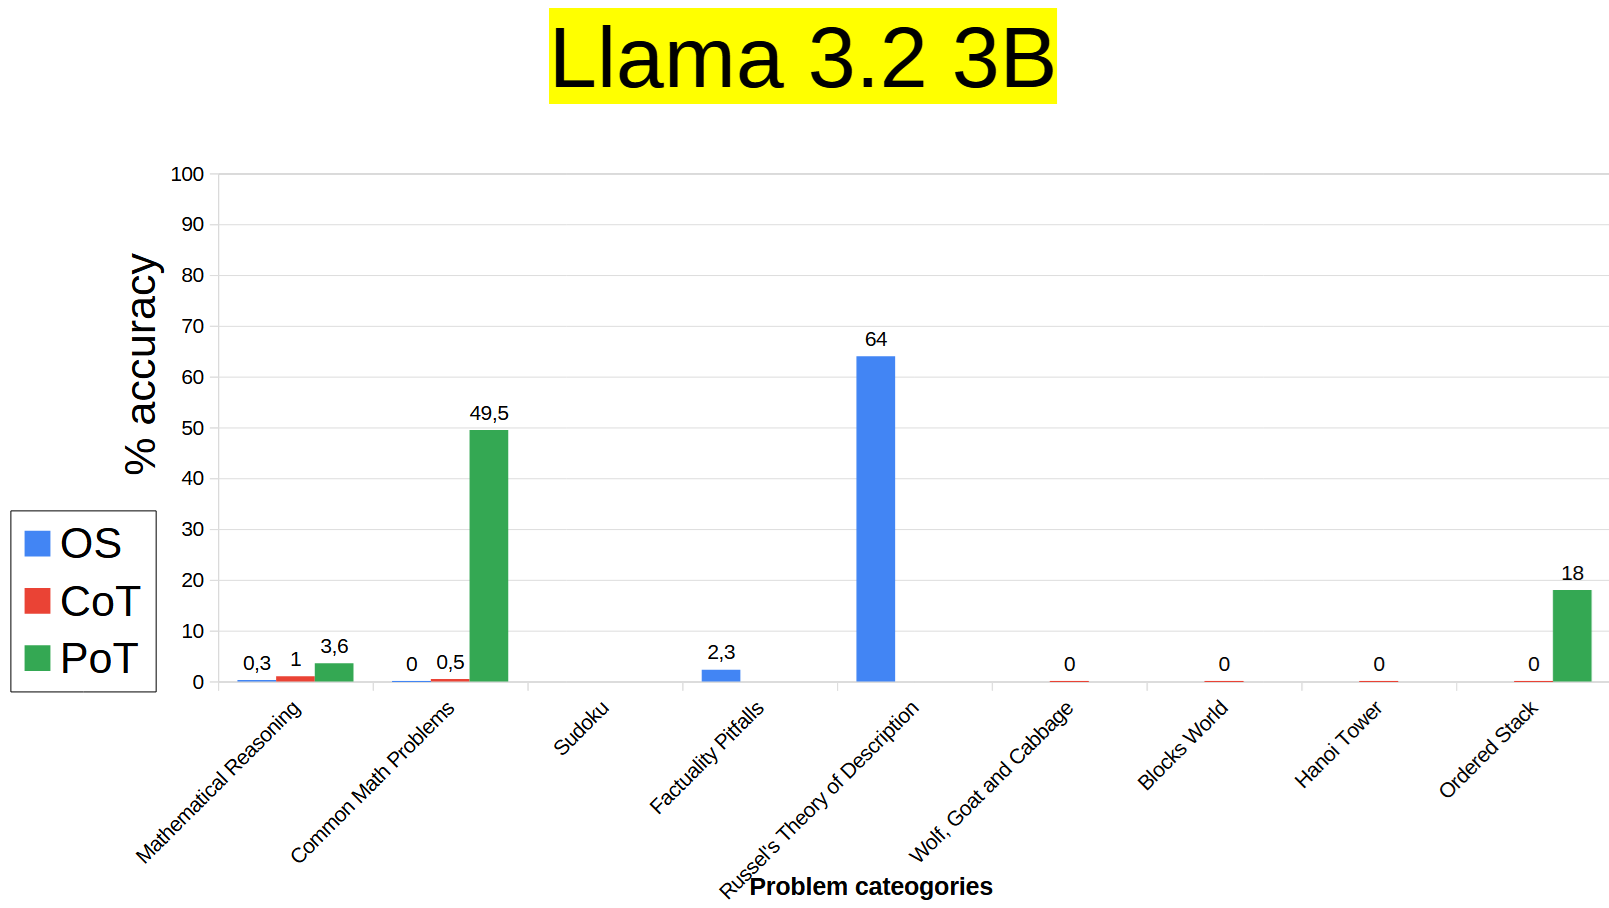 Llama 3.2 3B
% accuracy
100
90
80
70
60
50
40
30
20
10
0
OS
CoT
PoT
0,3
1
3,6
0
0,5
49,5
2,3
64
0
0
0
0
18
Mathematical Reasoning
Common Math Problems
Sudoku
Factuality Pitfalls
Russel's Theory of Description
Wolf, Goat and Cabbage
Blocks World
Hanoi Tower
Ordered Stack
Problem cateogories